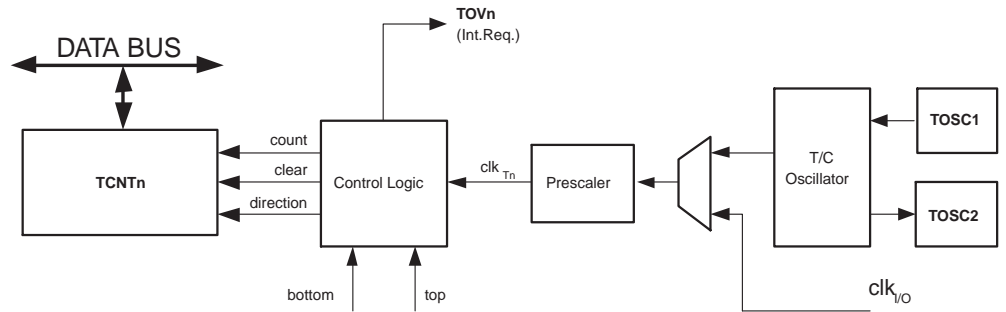 TOVn
(Int.Req.)
DATA BUS
TCNTn
count
clear
direction
Control Logic
clk Tn
Prescaler
T/C
Oscillator
TOSC1
TOSC2
bottom
top
clk I/O